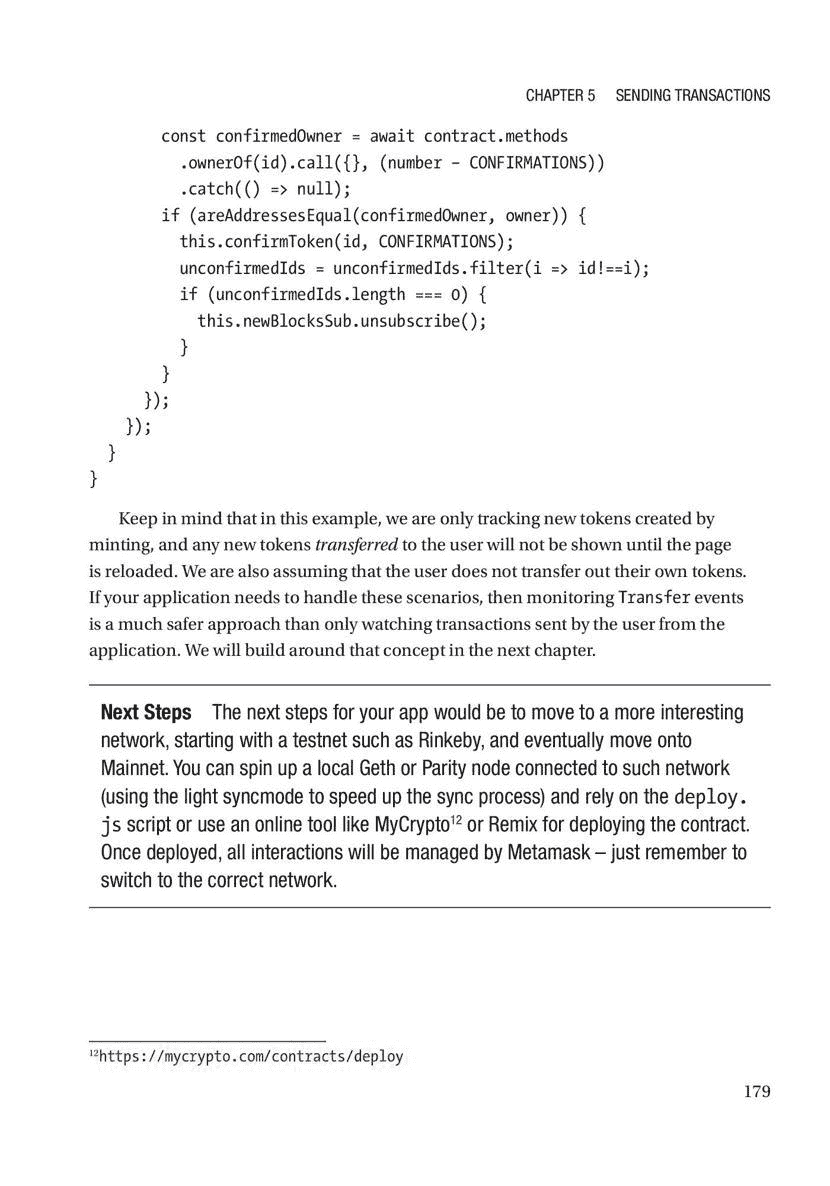 CHAPTER 5 SENDING TRANSACTIONS
const confirmedOwner = await contract.methods
.ownerOf(id).call({}, (number – CONFIRMATIONS))
.catch(() => null);
if (areAddressesEqual(confirmedOwner, owner)) {
this.confirmToken(id, CONFIRMATIONS);
unconfirmedIds = unconfirmedIds.filter(i => id!==i);
if (unconfirmedIds.length === 0) {
this.newBlocksSub.unsubscribe();
}
}
});
});
}
}
Keep in mind that in this example, we are only tracking new tokens created by
minting, and any new tokens transferred to the user will not be shown until the page
is reloaded. We are also assuming that the user does not transfer out their own tokens.
If your application needs to handle these scenarios, then monitoring Transfer events
is a much safer approach than only watching transactions sent by the user from the
application. We will build around that concept in the next chapter.
Next Steps The next steps for your app would be to move to a more interesting
network, starting with a testnet such as Rinkeby, and eventually move onto
Mainnet. You can spin up a local Geth or Parity node connected to such network
(using the light syncmode to speed up the sync process) and rely on the deploy.
js script or use an online tool like MyCrypto¹² or Remix for deploying the contract.
Once deployed, all interactions will be managed by Metamask – just remember to
switch to the correct network.
¹²https://mycrypto.com/contracts/deploy
179